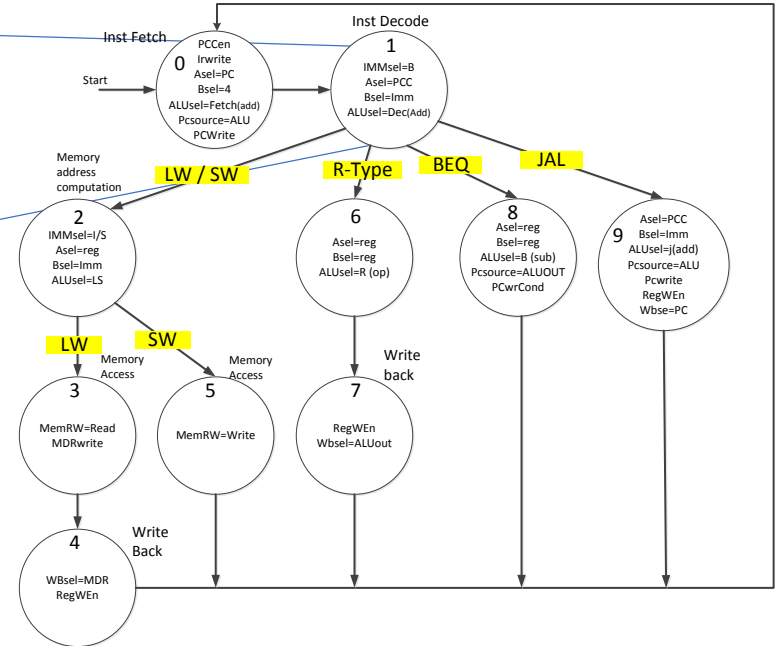 Inst Fetch
Start
0
PCCen
Irwrite
Asel=PC
Bsel=4
ALUsel=Fetch(add)
Pcsource=ALU
PCWrite
Inst Decode
1
IMMsel=B
Asel=PCC
Bsel=Imm
ALUsel=Dec(Add)
LW / SW
R-Type
BEQ
JAL
Memory
address
computation
2
IMMsel=I/S
Asel=reg
Bsel=Imm
ALUsel=LS
6
Asel=reg
Bsel=reg
ALUsel=R (op)
8
Asel=reg
Bsel=reg
ALUsel=B (sub)
Pcsource=ALUOUT
PCwrCond
9
Asel=PCC
Bsel=Imm
ALUsel=j(add)
Pcsource=ALU
Pcwrite
RegWEn
Wbse=PC
LW
SW
Memory
Access
3
MemRW=Read
MDRwrite
Memory
Access
5
MemRW=Write
Write
back
7
RegWEn
Wbsel=ALUout
Write
Back
4
WBsel=MDR
RegWEn